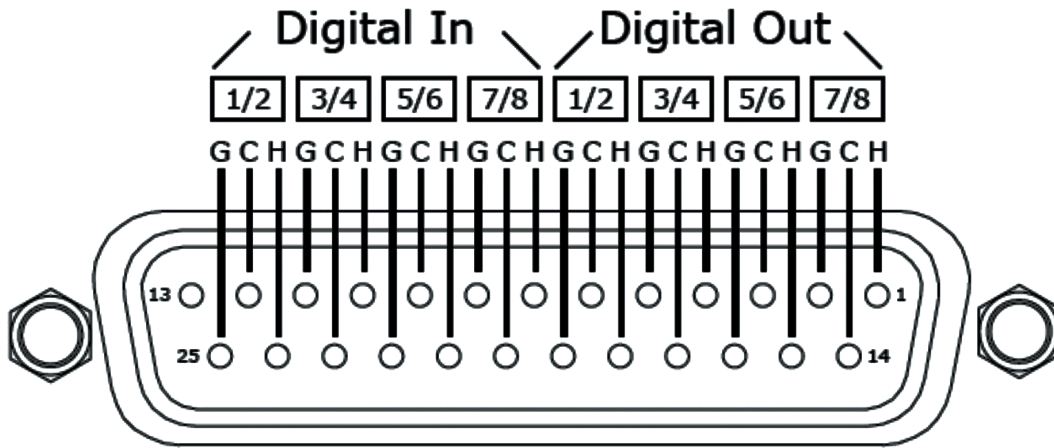 Digital In Digital Out
1/2 3/4 5/6 7/8 1/2 3/4 5/6 7/8
G C H G C H G C H G C H G C H G C H G C H G C H
13 1
25 14